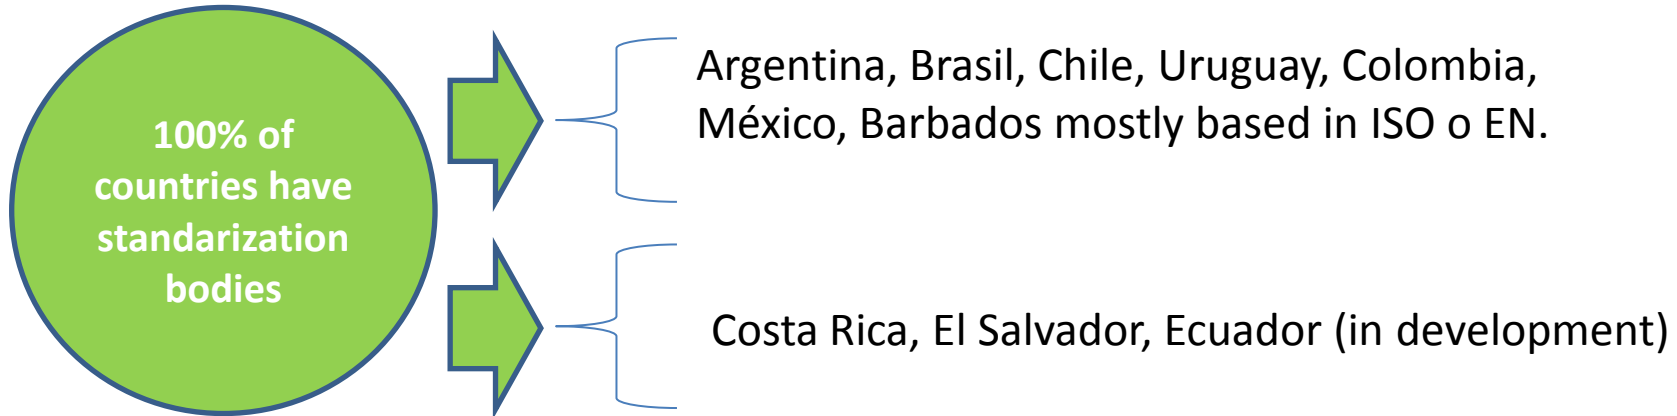 100% of
countries have
standarization
bodies
Argentina, Brasil, Chile, Uruguay, Colombia,
México, Barbados mostly based in ISO o EN.
Costa Rica, El Salvador, Ecuador (in development)